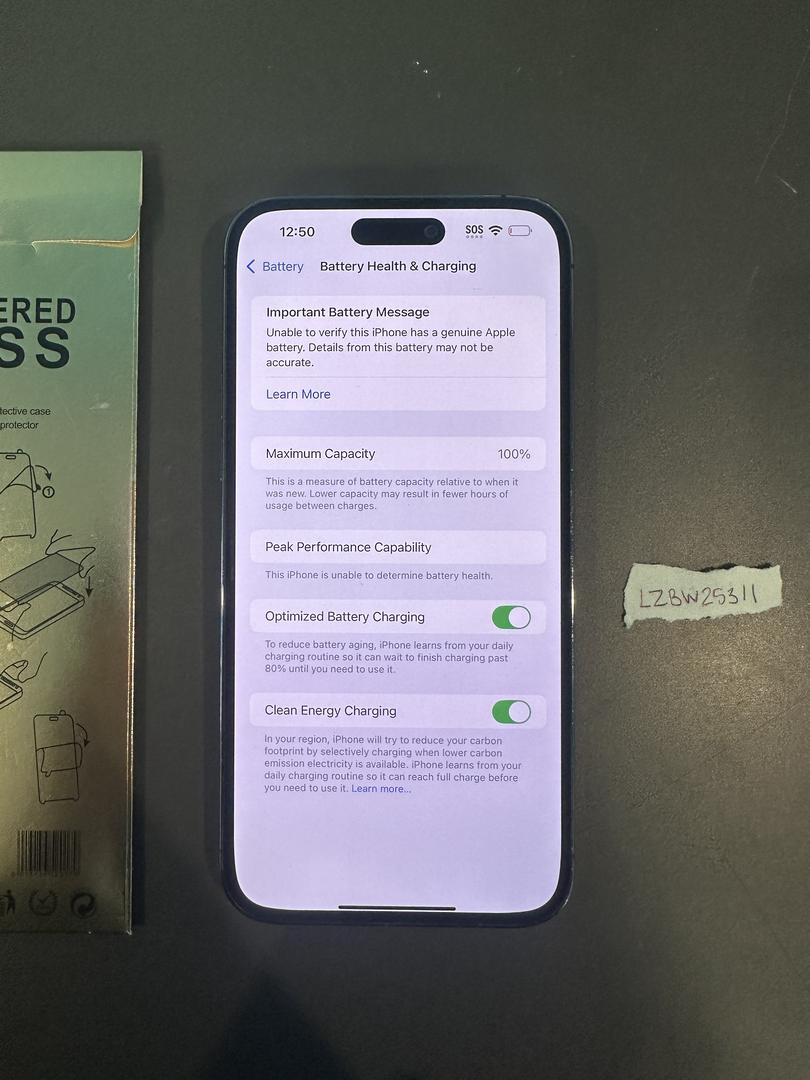 ERED
SS
tective case
protector
1
12:50
SOS
Battery
Battery Health & Charging
Important Battery Message
Unable to verify this iPhone has a genuine Apple
battery. Details from this battery may not be
accurate.
Learn More
Maximum Capacity 100%
This is a measure of battery capacity relative to when it
was new. Lower capacity may result in fewer hours of
usage between charges.
Peak Performance Capability
This iPhone is unable to determine battery health.
Optimized Battery Charging
To reduce battery aging, iPhone learns from your daily
charging routine so it can wait to finish charging past
80% until you need to use it.
Clean Energy Charging
In your region, iPhone will try to reduce your carbon
footprint by selectively charging when lower carbon
emission electricity is available. iPhone learns from your
daily charging routine so it can reach full charge before
you need to use it. Learn more...
LZBW25311